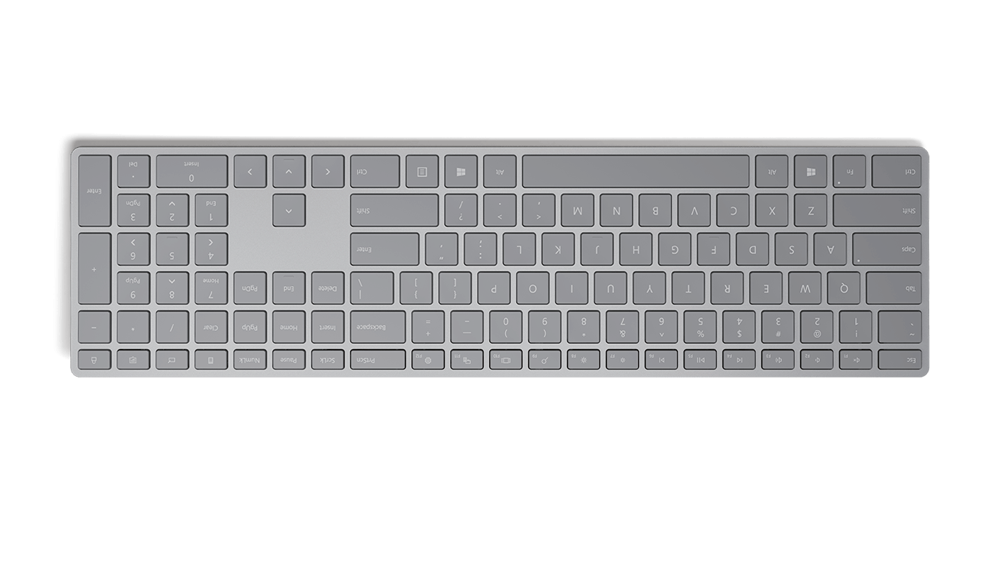 Esc F1 F2 F3 F4 F5 F6 F7 F8 F9 F10 F11 F12 PrtScn ScrLk Pause NumLk
~ ! @ # $ % ^ & * ( ) _ + Backspace Insert Home PgUp Clear / * -
` 1 2 3 4 5 6 7 8 9 0 - =
Tab Q W E R T Y U I O P { } | Delete End PgDn 7 8 9 +
[ ] \ Home PgUp
Caps A S D F G H J K L : " Enter 4 5 6
; '
Shift Z X C V B N M < > ? Shift 1 2 3 Enter
, . / End PgDn
Ctrl Fn Alt Alt Ctrl 0 .
Insert Del